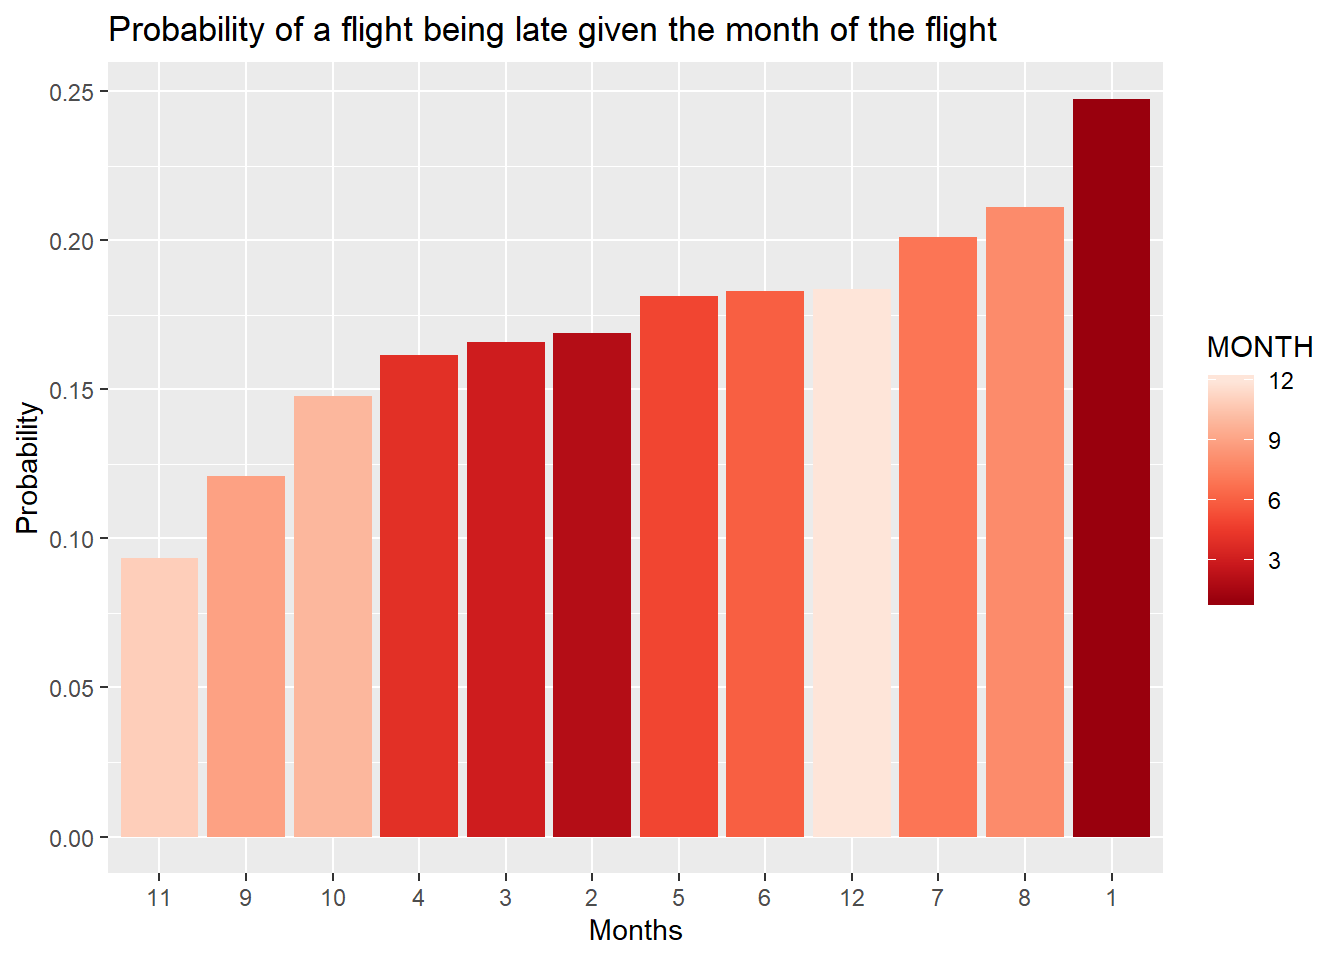 Probability of a flight being late given the month of the flight
0.25
0.20
0.15
0.10
0.05
0.00
Probability
11 9 10 4 3 2 5 6 12 7 8 1
Months
MONTH
12
9
6
3